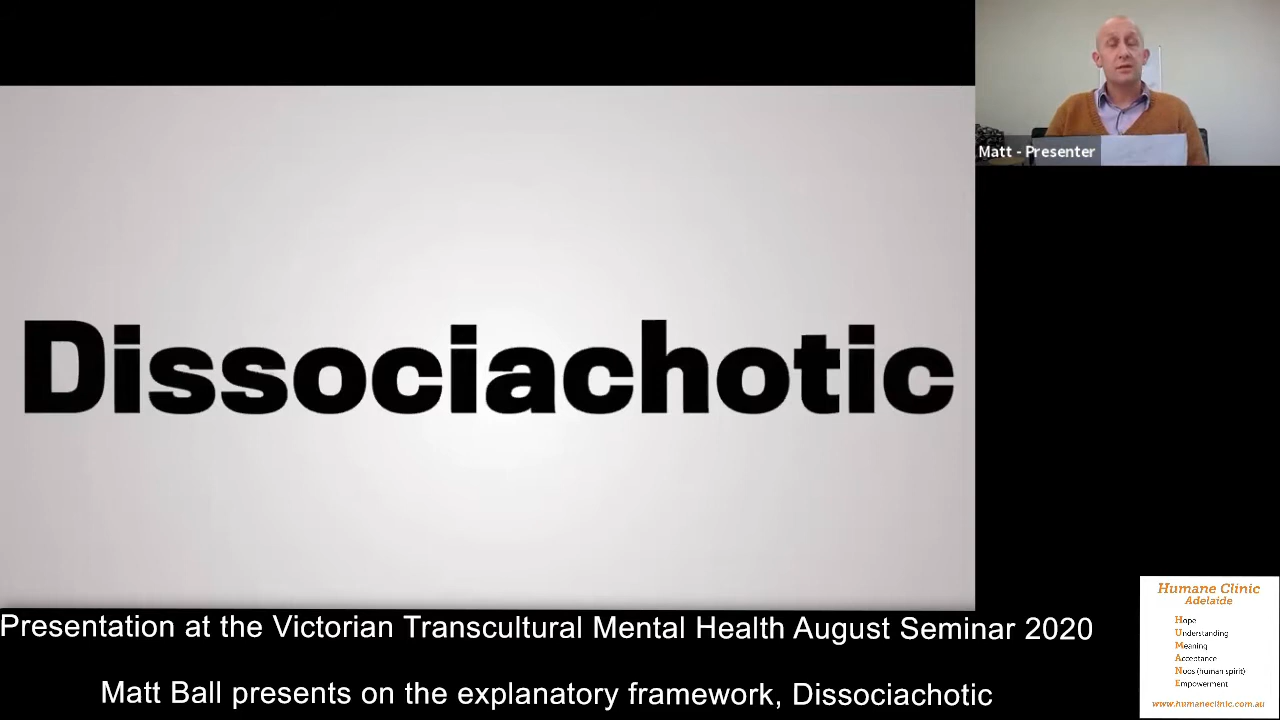 Matt - Presenter
Dissociachotic
Presentation at the Victorian Transcultural Mental Health August Seminar 2020
Matt Ball presents on the explanatory framework, Dissociachotic
Humane Clinic
Adelaide
Hope
Understanding
Meaning
Acceptance
Noos (human spirit)
Empowerment
www.humaneclinic.com.au